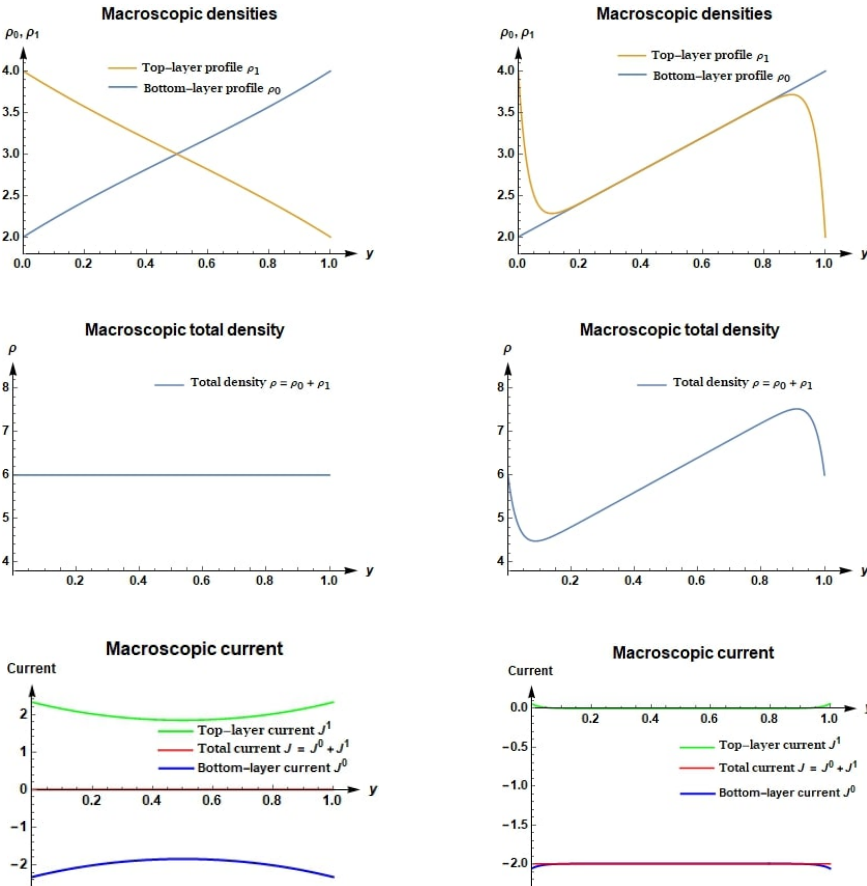 Macroscopic densities
ρ₀, ρ₁
Top–layer profile ρ₁
Bottom–layer profile ρ₀
4.0
3.5
3.0
2.5
2.0
0.0 0.2 0.4 0.6 0.8 1.0 y
Macroscopic densities
ρ₀, ρ₁
Top–layer profile ρ₁
Bottom–layer profile ρ₀
4.0
3.5
3.0
2.5
2.0
0.0 0.2 0.4 0.6 0.8 1.0 y
Macroscopic total density
ρ
Total density ρ = ρ₀ + ρ₁
8
7
6
5
4
0.2 0.4 0.6 0.8 1.0 y
Macroscopic total density
ρ
Total density ρ = ρ₀ + ρ₁
8
7
6
5
4
0.2 0.4 0.6 0.8 1.0 y
Macroscopic current
Current
2
1
0
−1
−2
0.2 0.4 0.6 0.8 1.0 y
Top–layer current J¹
Total current J = J⁰ + J¹
Bottom–layer current J⁰
Macroscopic current
Current
0.0
−0.5
−1.0
−1.5
−2.0
0.2 0.4 0.6 0.8 1.0
Top–layer current J¹
Total current J = J⁰ + J¹
Bottom–layer current J⁰